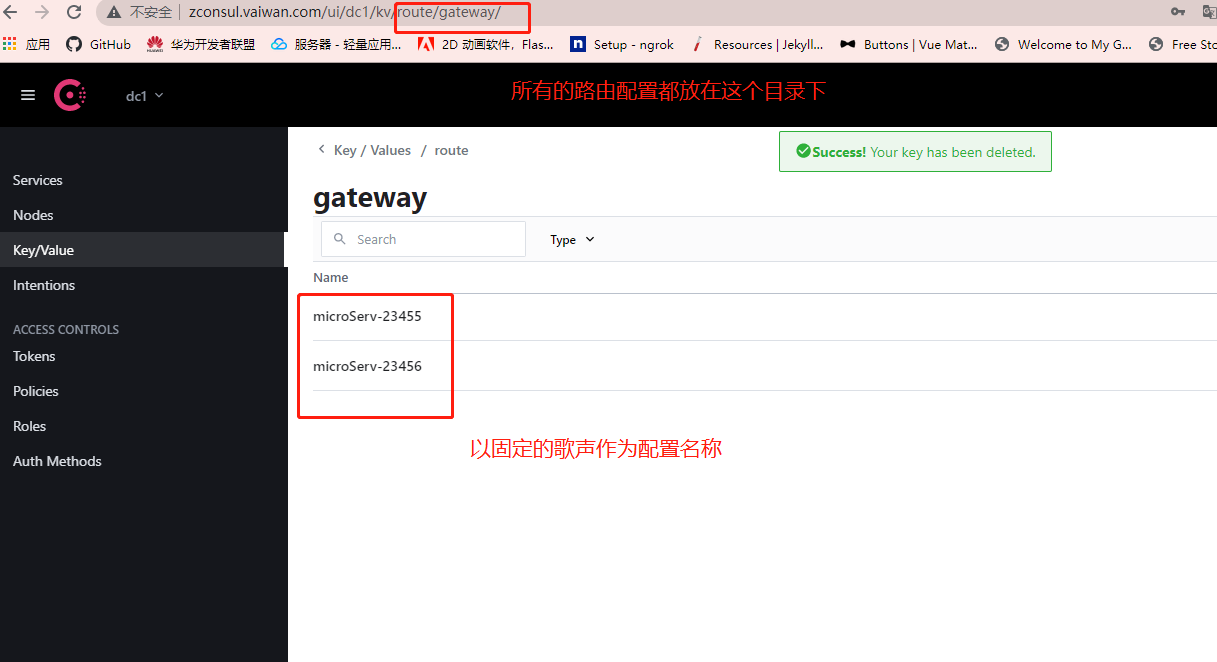 不安全 zconsul.vaiwan.com/ui/dc1/kv/route/gateway/
应用 GitHub 华为开发者联盟 服务器 - 轻量应用... 2D 动画软件，Flas... Setup - ngrok Resources | Jekyll... Buttons | Vue Mat... Welcome to My G... Free Sto
dc1
所有的路由配置都放在这个目录下
Key / Values / route
Success! Your key has been deleted.
gateway
Search
Type
Name
microServ-23455
microServ-23456
以固定的歌声作为配置名称
Services
Nodes
Key/Value
Intentions
ACCESS CONTROLS
Tokens
Policies
Roles
Auth Methods